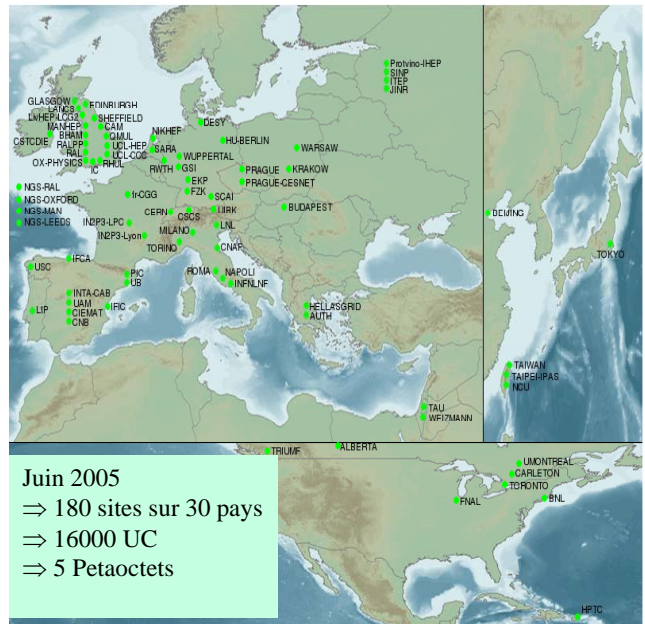 Protvino-IHEP
SINP
ITEP
JINR
GLASGOW
EDINBURGH
LANCS
SHEFFIELD
LivHEP-LCG2
CAM
MANHEP
QMUL
BHAM
UCL-HEP
RALPP
UCL-CCC
RAL
OX-PHYSICS
IC
RHUL
CSTCDIE
NIKHEF
SARA
DESY
HU-BERLIN
WARSAW
WUPPERTAL
RWTH
GSI
PRAGUE
KRAKOW
PRAGUE-CESNET
EKP
FZK
SCAI
BUDAPEST
NGS-RAL
NGS-OXFORD
NGS-MAN
NGS-LEEDS
fr-CGG
CERN
CSCS
UIRK
IN2P3-LPC
LNL
IN2P3-Lyon
MILANO
TORINO
CNAF
IFCA
USC
PIC
UB
ROMA
NAPOLI
INFNLNF
INTA-CAB
UAM
CIEMAT
CNB
IFIC
LIP
HELLASGRID
AUTH
TAU
WEIZMANN
BEIJING
TOKYO
TAIWAN
TAIPEI-IPAS
NCU
TRIUMF
ALBERTA
UMONTREAL
CARLETON
TORONTO
FNAL
BNL
HPTC
Juin 2005
⇒ 180 sites sur 30 pays
⇒ 16000 UC
⇒ 5 Petaoctets